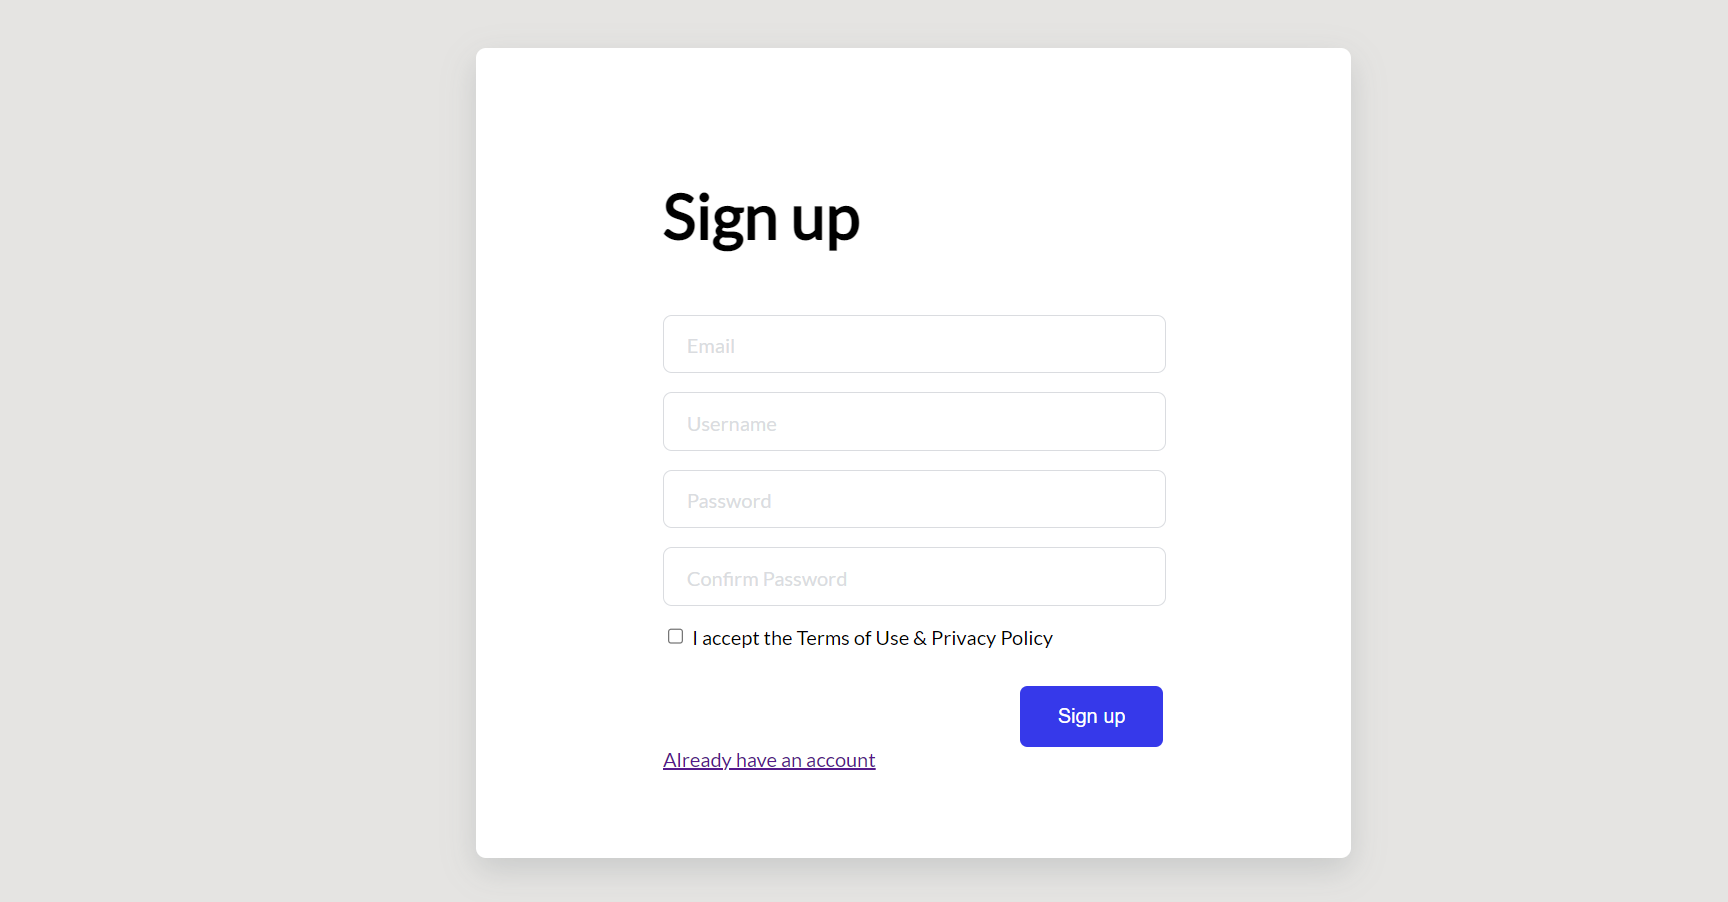 Sign up
Email
Username
Password
Confirm Password
I accept the Terms of Use & Privacy Policy
Sign up
Already have an account